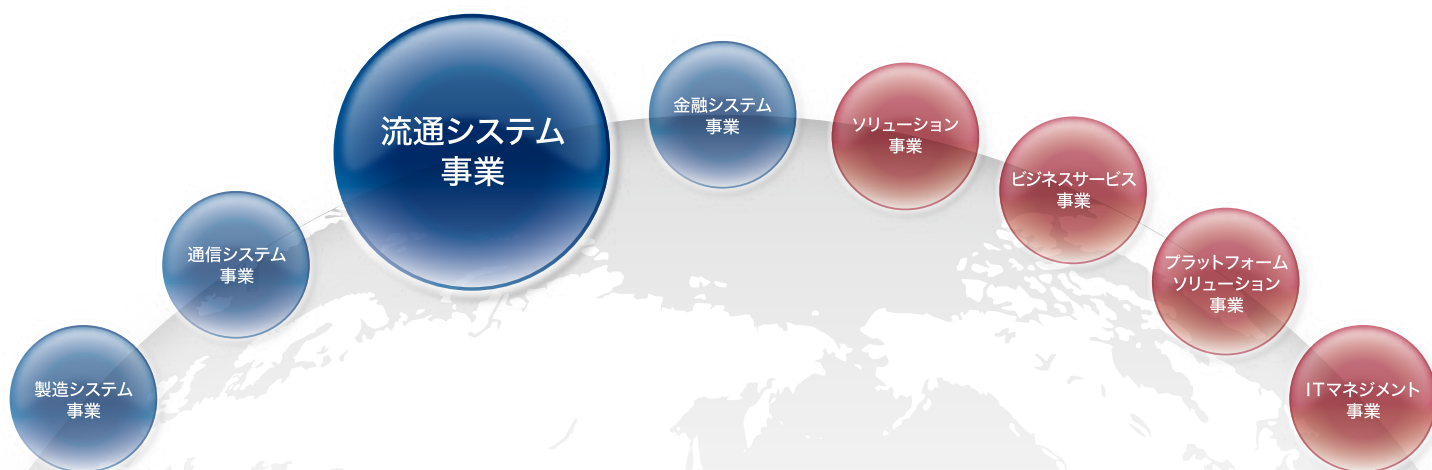 製造システム
事業
通信システム
事業
流通システム
事業
金融システム
事業
ソリューション
事業
ビジネスサービス
事業
プラットフォーム
ソリューション
事業
ITマネジメント
事業